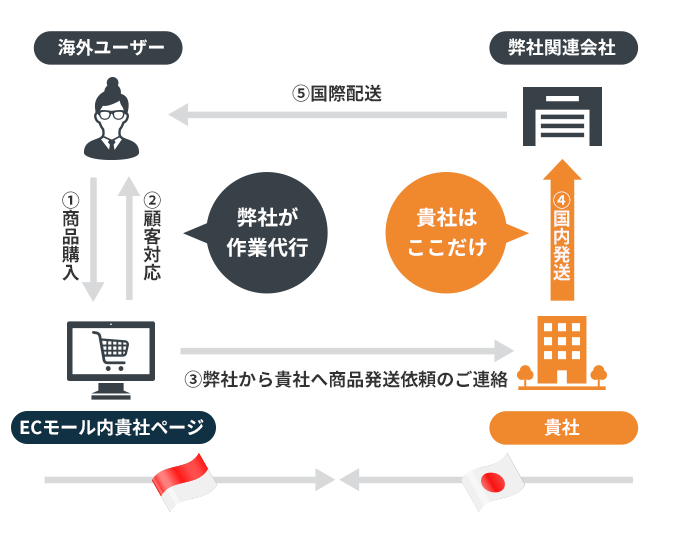 海外ユーザー
弊社関連会社
⑤国際配送
①商品購入
②顧客対応
弊社が
作業代行
貴社は
ここだけ
④国内発送
③弊社から貴社へ商品発送依頼のご連絡
ECモール内貴社ページ
貴社